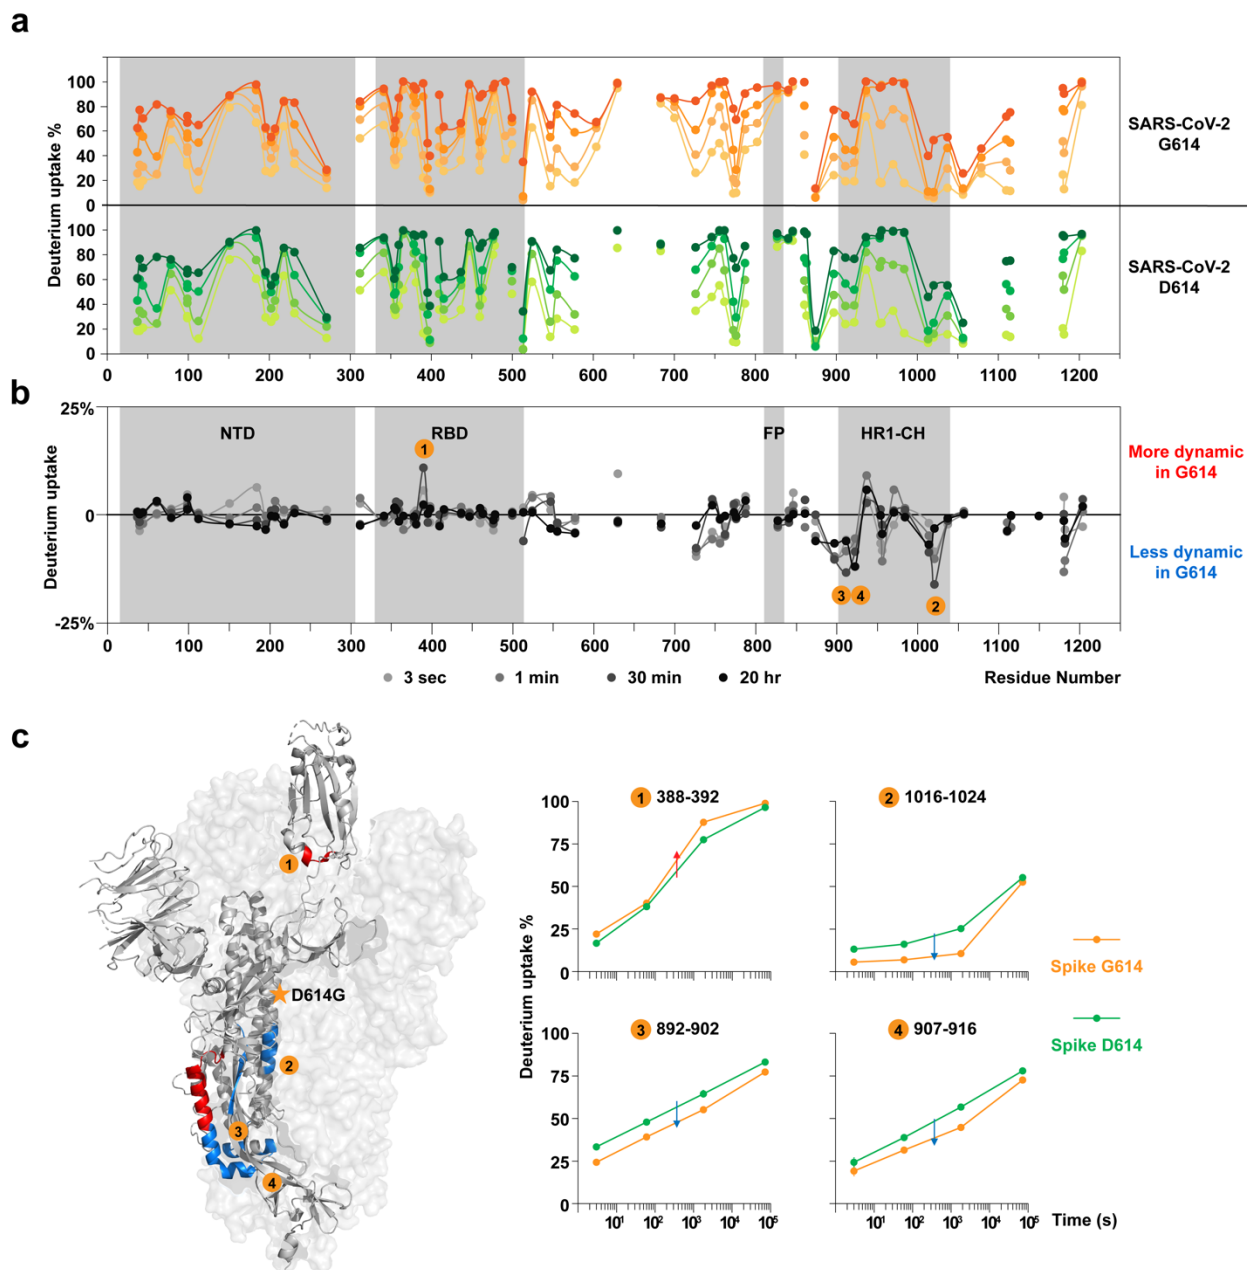 a
Deuterium uptake %
100
80
60
40
20
0
SARS-CoV-2
G614
100
80
60
40
20
0
SARS-CoV-2
D614
0 100 200 300 400 500 600 700 800 900 1000 1100 1200
b
Deuterium uptake
25%
0
-25%
NTD RBD FP HR1-CH
1
3 4 2
More dynamic
in G614
Less dynamic
in G614
0 100 200 300 400 500 600 700 800 900 1000 1100 1200
3 sec 1 min 30 min 20 hr Residue Number
c
1
D614G
2
3
4
Deuterium uptake %
1 388-392
100
75
50
25
0
10¹ 10² 10³ 10⁴ 10⁵
2 1016-1024
3 892-902
100
75
50
25
0
10¹ 10² 10³ 10⁴ 10⁵
4 907-916
10¹ 10² 10³ 10⁴ 10⁵
Time (s)
Spike G614
Spike D614